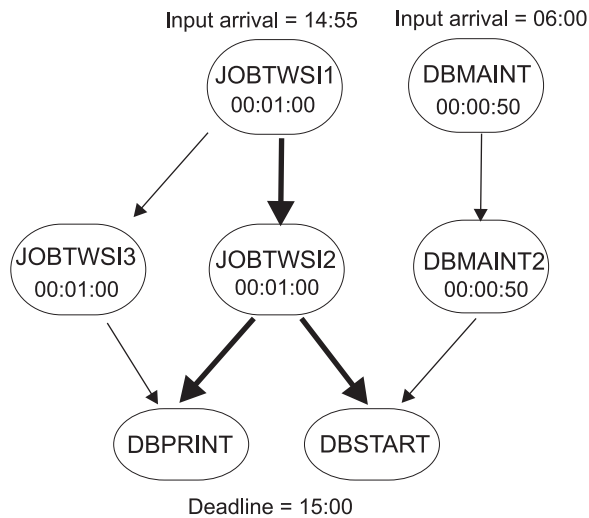 Input arrival = 14:55
Input arrival = 06:00
JOBTWSI1
00:01:00
DBMAINT
00:00:50
JOBTWSI3
00:01:00
JOBTWSI2
00:01:00
DBMAINT2
00:00:50
DBPRINT
DBSTART
Deadline = 15:00